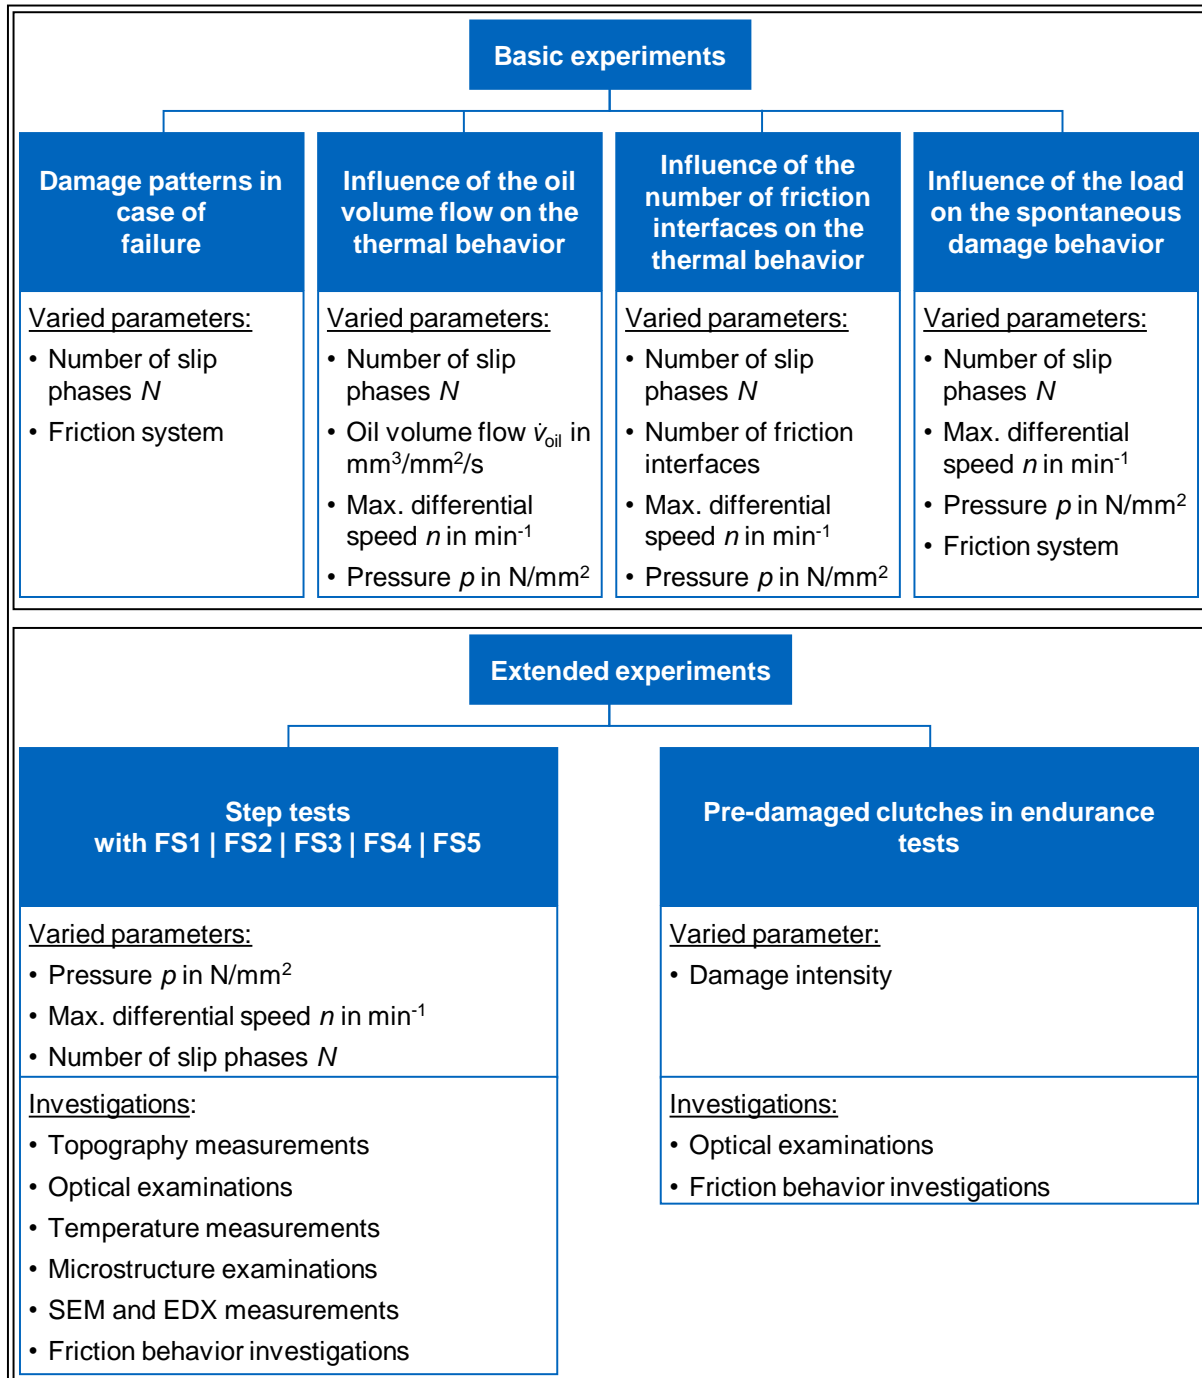 Basic experiments
Damage patterns in
case of
failure
Varied parameters:
• Number of slip
phases N
• Friction system
Influence of the oil
volume flow on the
thermal behavior
Varied parameters:
• Number of slip
phases N
• Oil volume flow v̇oil in
mm³/mm²/s
• Max. differential
speed n in min⁻¹
• Pressure p in N/mm²
Influence of the
number of friction
interfaces on the
thermal behavior
Varied parameters:
• Number of slip
phases N
• Number of friction
interfaces
• Max. differential
speed n in min⁻¹
• Pressure p in N/mm²
Influence of the load
on the spontaneous
damage behavior
Varied parameters:
• Number of slip
phases N
• Max. differential
speed n in min⁻¹
• Pressure p in N/mm²
• Friction system
Extended experiments
Step tests
with FS1 | FS2 | FS3 | FS4 | FS5
Varied parameters:
• Pressure p in N/mm²
• Max. differential speed n in min⁻¹
• Number of slip phases N
Investigations:
• Topography measurements
• Optical examinations
• Temperature measurements
• Microstructure examinations
• SEM and EDX measurements
• Friction behavior investigations
Pre-damaged clutches in endurance
tests
Varied parameter:
• Damage intensity
Investigations:
• Optical examinations
• Friction behavior investigations